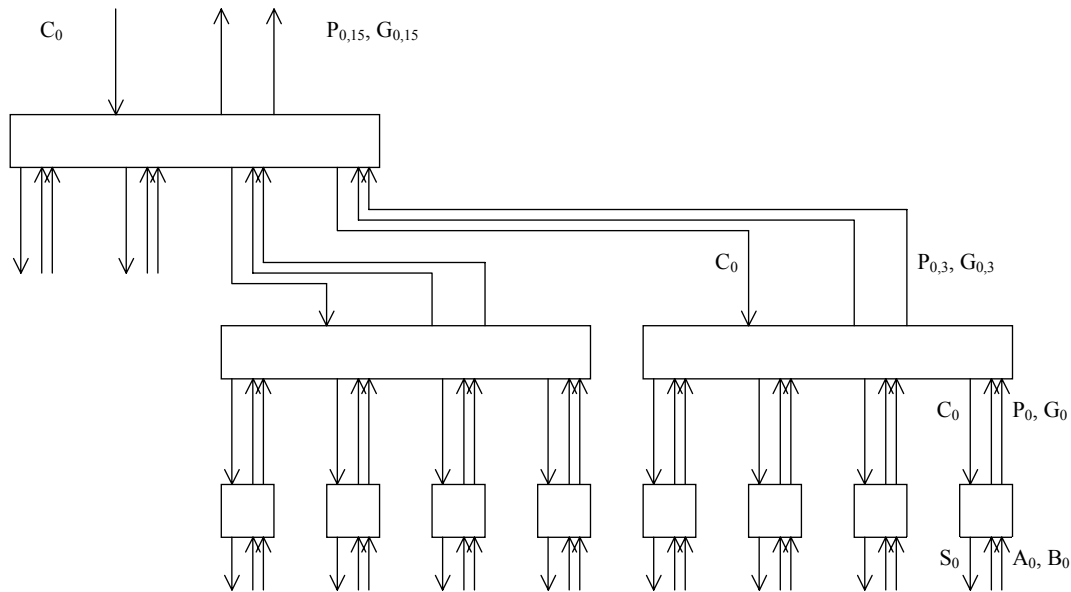 C₀ P₀,₁₅, G₀,₁₅
C₀ P₀,₃, G₀,₃
C₀ P₀, G₀
S₀ A₀, B₀